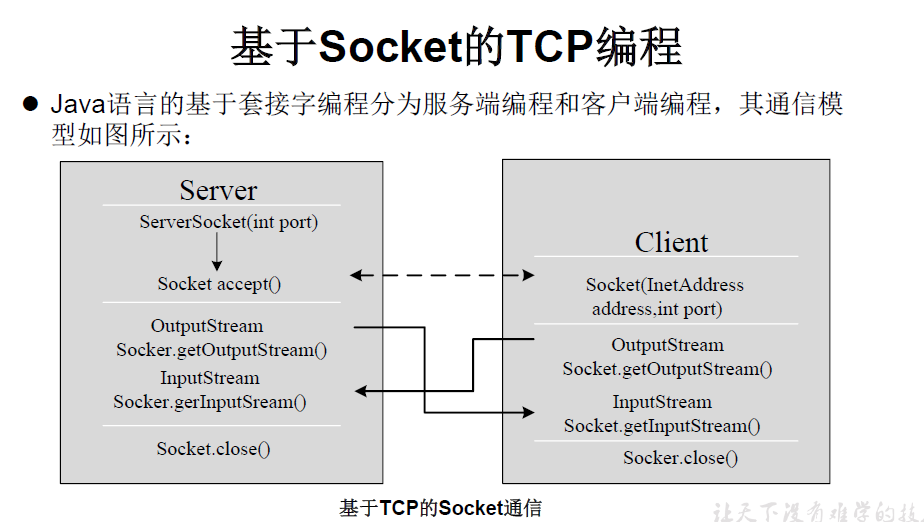 基于Socket的TCP编程
● Java语言的基于套接字编程分为服务端编程和客户端编程，其通信模
型如图所示：
Server
ServerSocket(int port)
Socket accept()
OutputStream
Socker.getOutputStream()
InputStream
Socker.gerInputSream()
Socket.close()
Client
Socket(InetAddress
address,int port)
OutputStream
Socket.getOutputStream()
InputStream
Socket.getInputStream()
Socker.close()
基于TCP的Socket通信
让天下没有难学的技